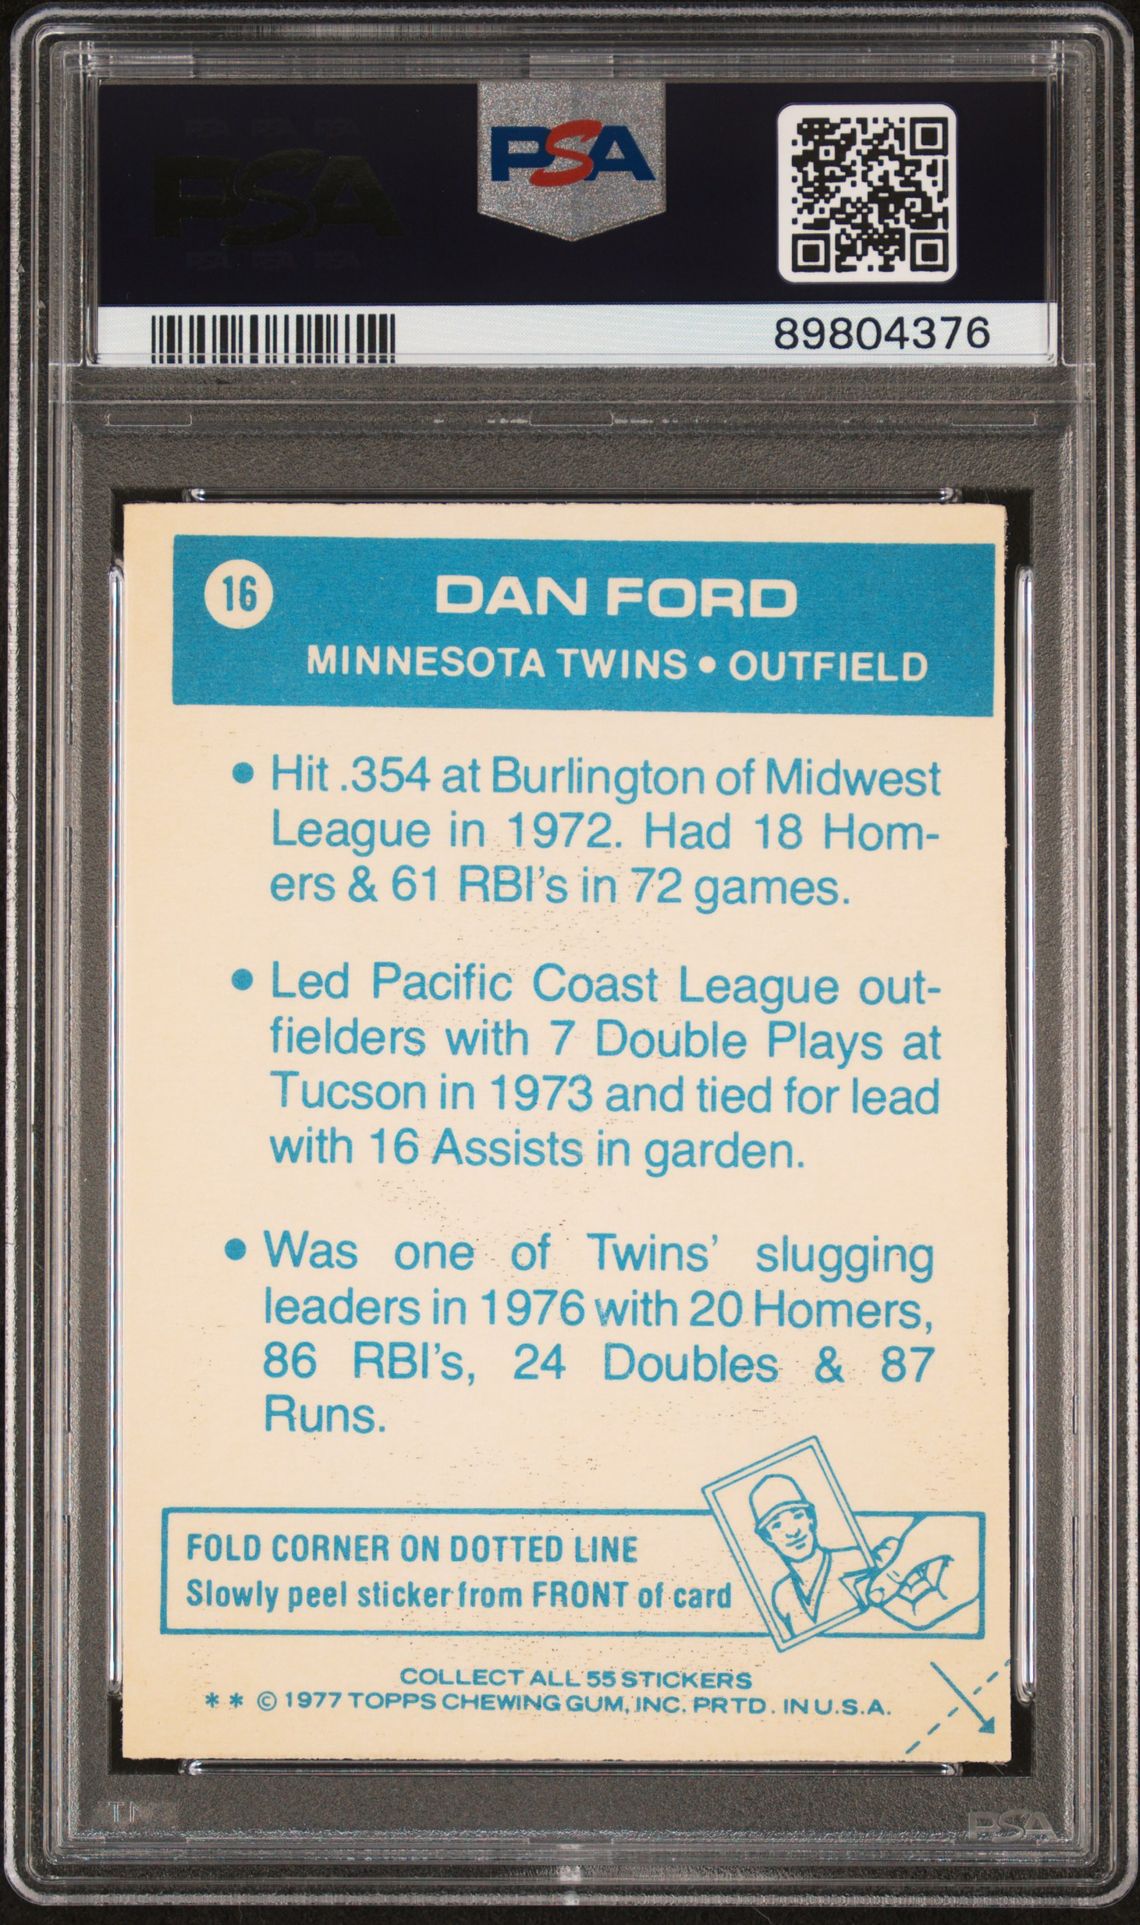 PSA
PSA
89804376
16
DAN FORD
MINNESOTA TWINS • OUTFIELD
• Hit .354 at Burlington of Midwest
League in 1972. Had 18 Hom-
ers & 61 RBI's in 72 games.
• Led Pacific Coast League out-
fielders with 7 Double Plays at
Tucson in 1973 and tied for lead
with 16 Assists in garden.
• Was one of Twins' slugging
leaders in 1976 with 20 Homers,
86 RBI's, 24 Doubles & 87
Runs.
FOLD CORNER ON DOTTED LINE
Slowly peel sticker from FRONT of card
COLLECT ALL 55 STICKERS
** © 1977 TOPPS CHEWING GUM, INC. PRTD. IN U.S.A.
PSA